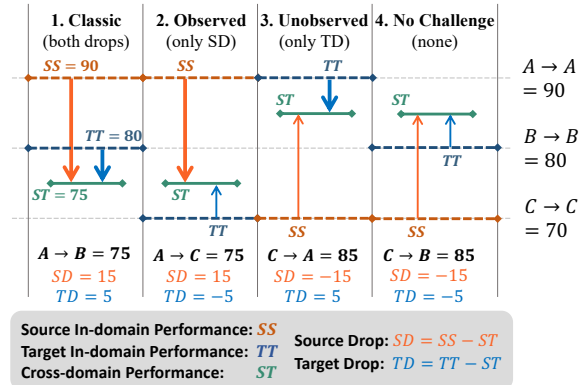 1. Classic
(both drops)
2. Observed
(only SD)
3. Unobserved
(only TD)
4. No Challenge
(none)
SS = 90
TT = 80
ST = 75
A → B = 75
SD = 15
TD = 5
SS
ST
TT
A → C = 75
SD = 15
TD = −5
TT
ST
SS
C → A = 85
SD = −15
TD = 5
ST
TT
SS
C → B = 85
SD = −15
TD = −5
A → A
= 90
B → B
= 80
C → C
= 70
Source In-domain Performance: SS
Target In-domain Performance: TT
Cross-domain Performance: ST
Source Drop: SD = SS − ST
Target Drop: TD = TT − ST